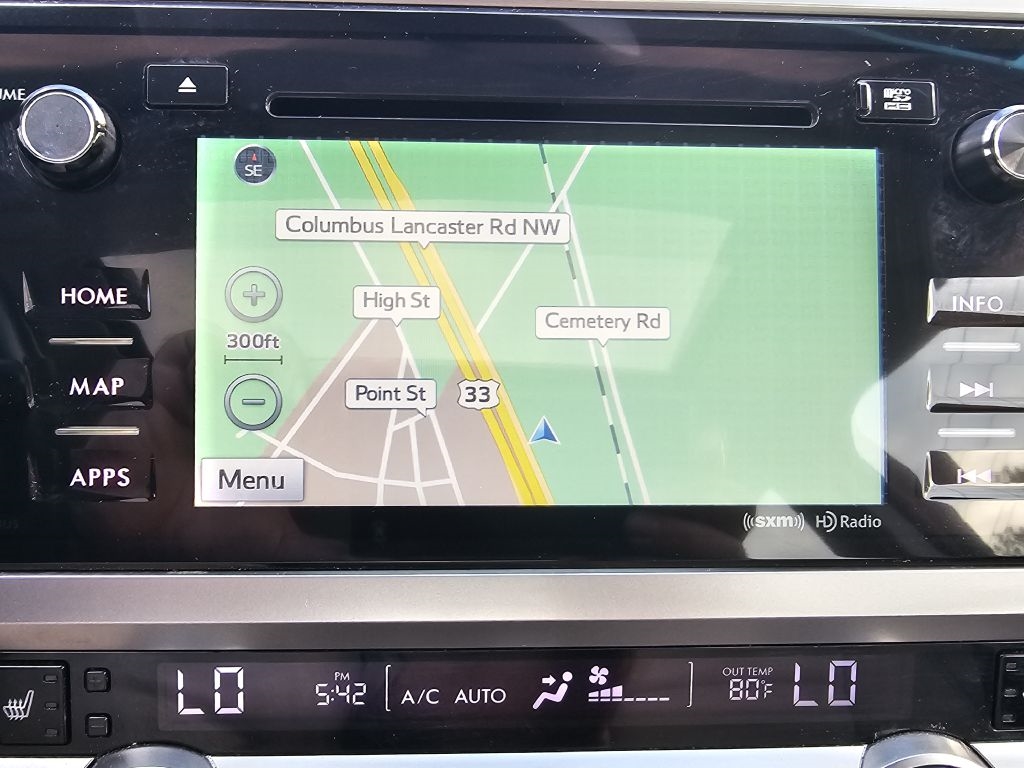 UME
micro
SE
Columbus Lancaster Rd NW
HOME
High St
INFO
Cemetery Rd
300ft
MAP
Point St
33
APPS
Menu
((sxm)) HD Radio
LO
PM
5:42
A/C AUTO
OUT TEMP
80°F
LO